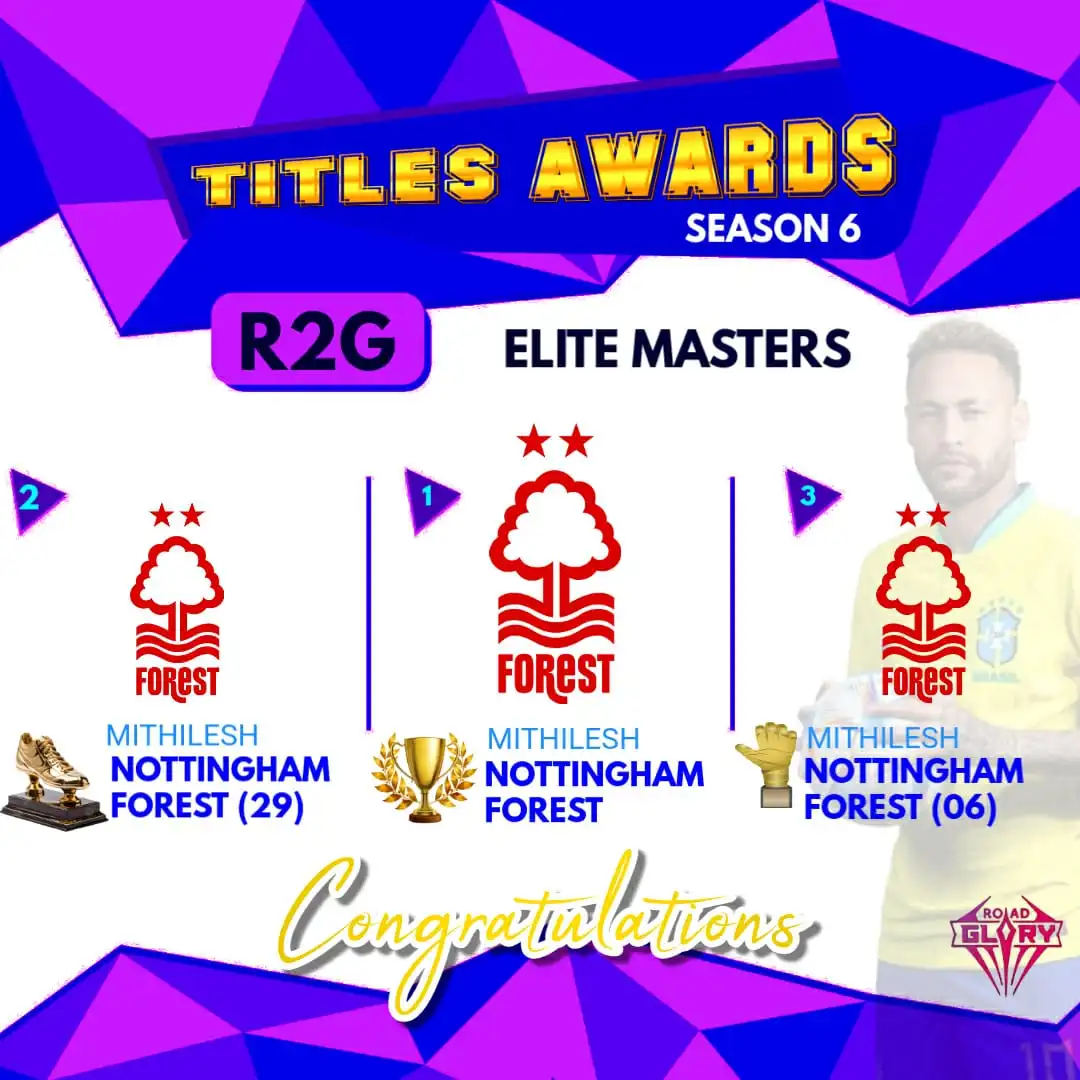 TITLES AWARDS
SEASON 6
R2G
ELITE MASTERS
2
FOREST
MITHILESH
NOTTINGHAM
FOREST (29)
1
FOREST
MITHILESH
NOTTINGHAM
FOREST
3
FOREST
MITHILESH
NOTTINGHAM
FOREST (06)
BRASIL
Congratulations
ROAD
GLORY
10